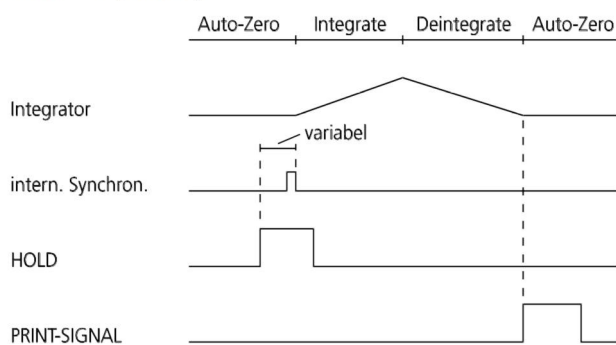 Auto-Zero Integrate Deintegrate Auto-Zero
Integrator
variabel
intern. Synchron.
HOLD
PRINT-SIGNAL